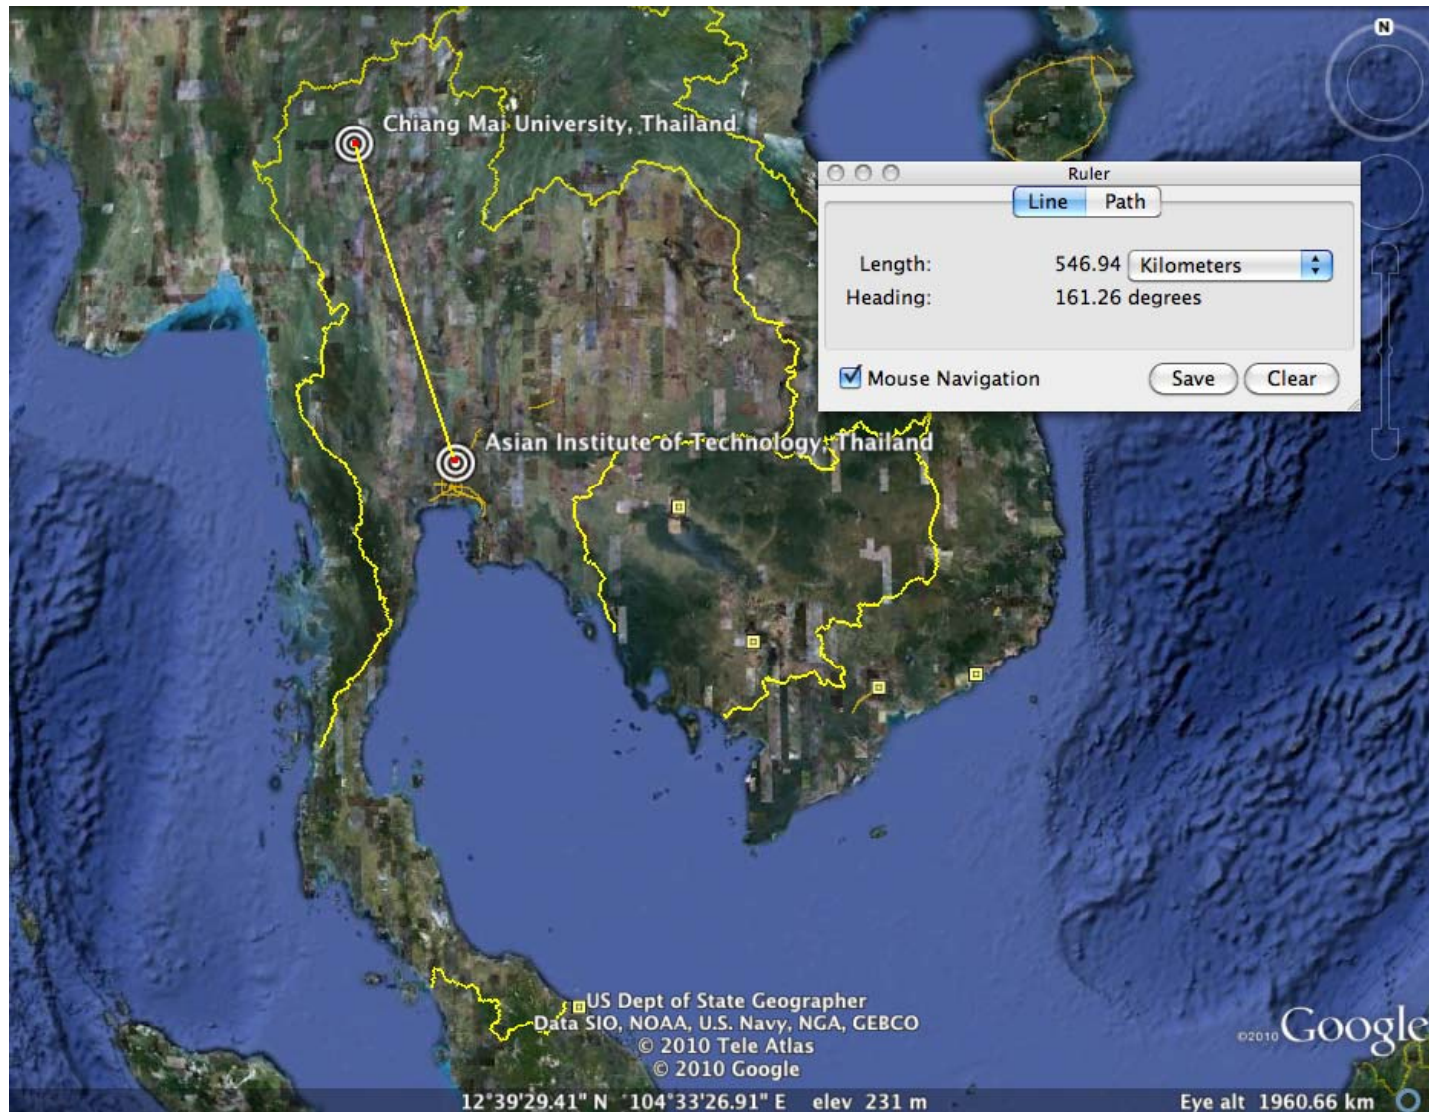 N
Chiang Mai University, Thailand
Ruler
Line Path
Length: 546.94 Kilometers
Heading: 161.26 degrees
Mouse Navigation Save Clear
Asian Institute of Technology, Thailand
US Dept of State Geographer
Data SIO, NOAA, U.S. Navy, NGA, GEBCO
© 2010 Tele Atlas
© 2010 Google
©2010 Google
12°39'29.41" N 104°33'26.91" E elev 231 m Eye alt 1960.66 km